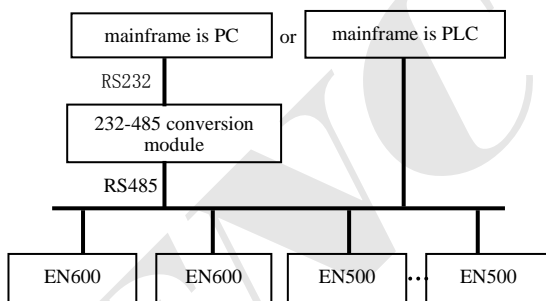 mainframe is PC or mainframe is PLC
RS232
232-485 conversion
module
RS485
EN600 EN600 EN500 ... EN500